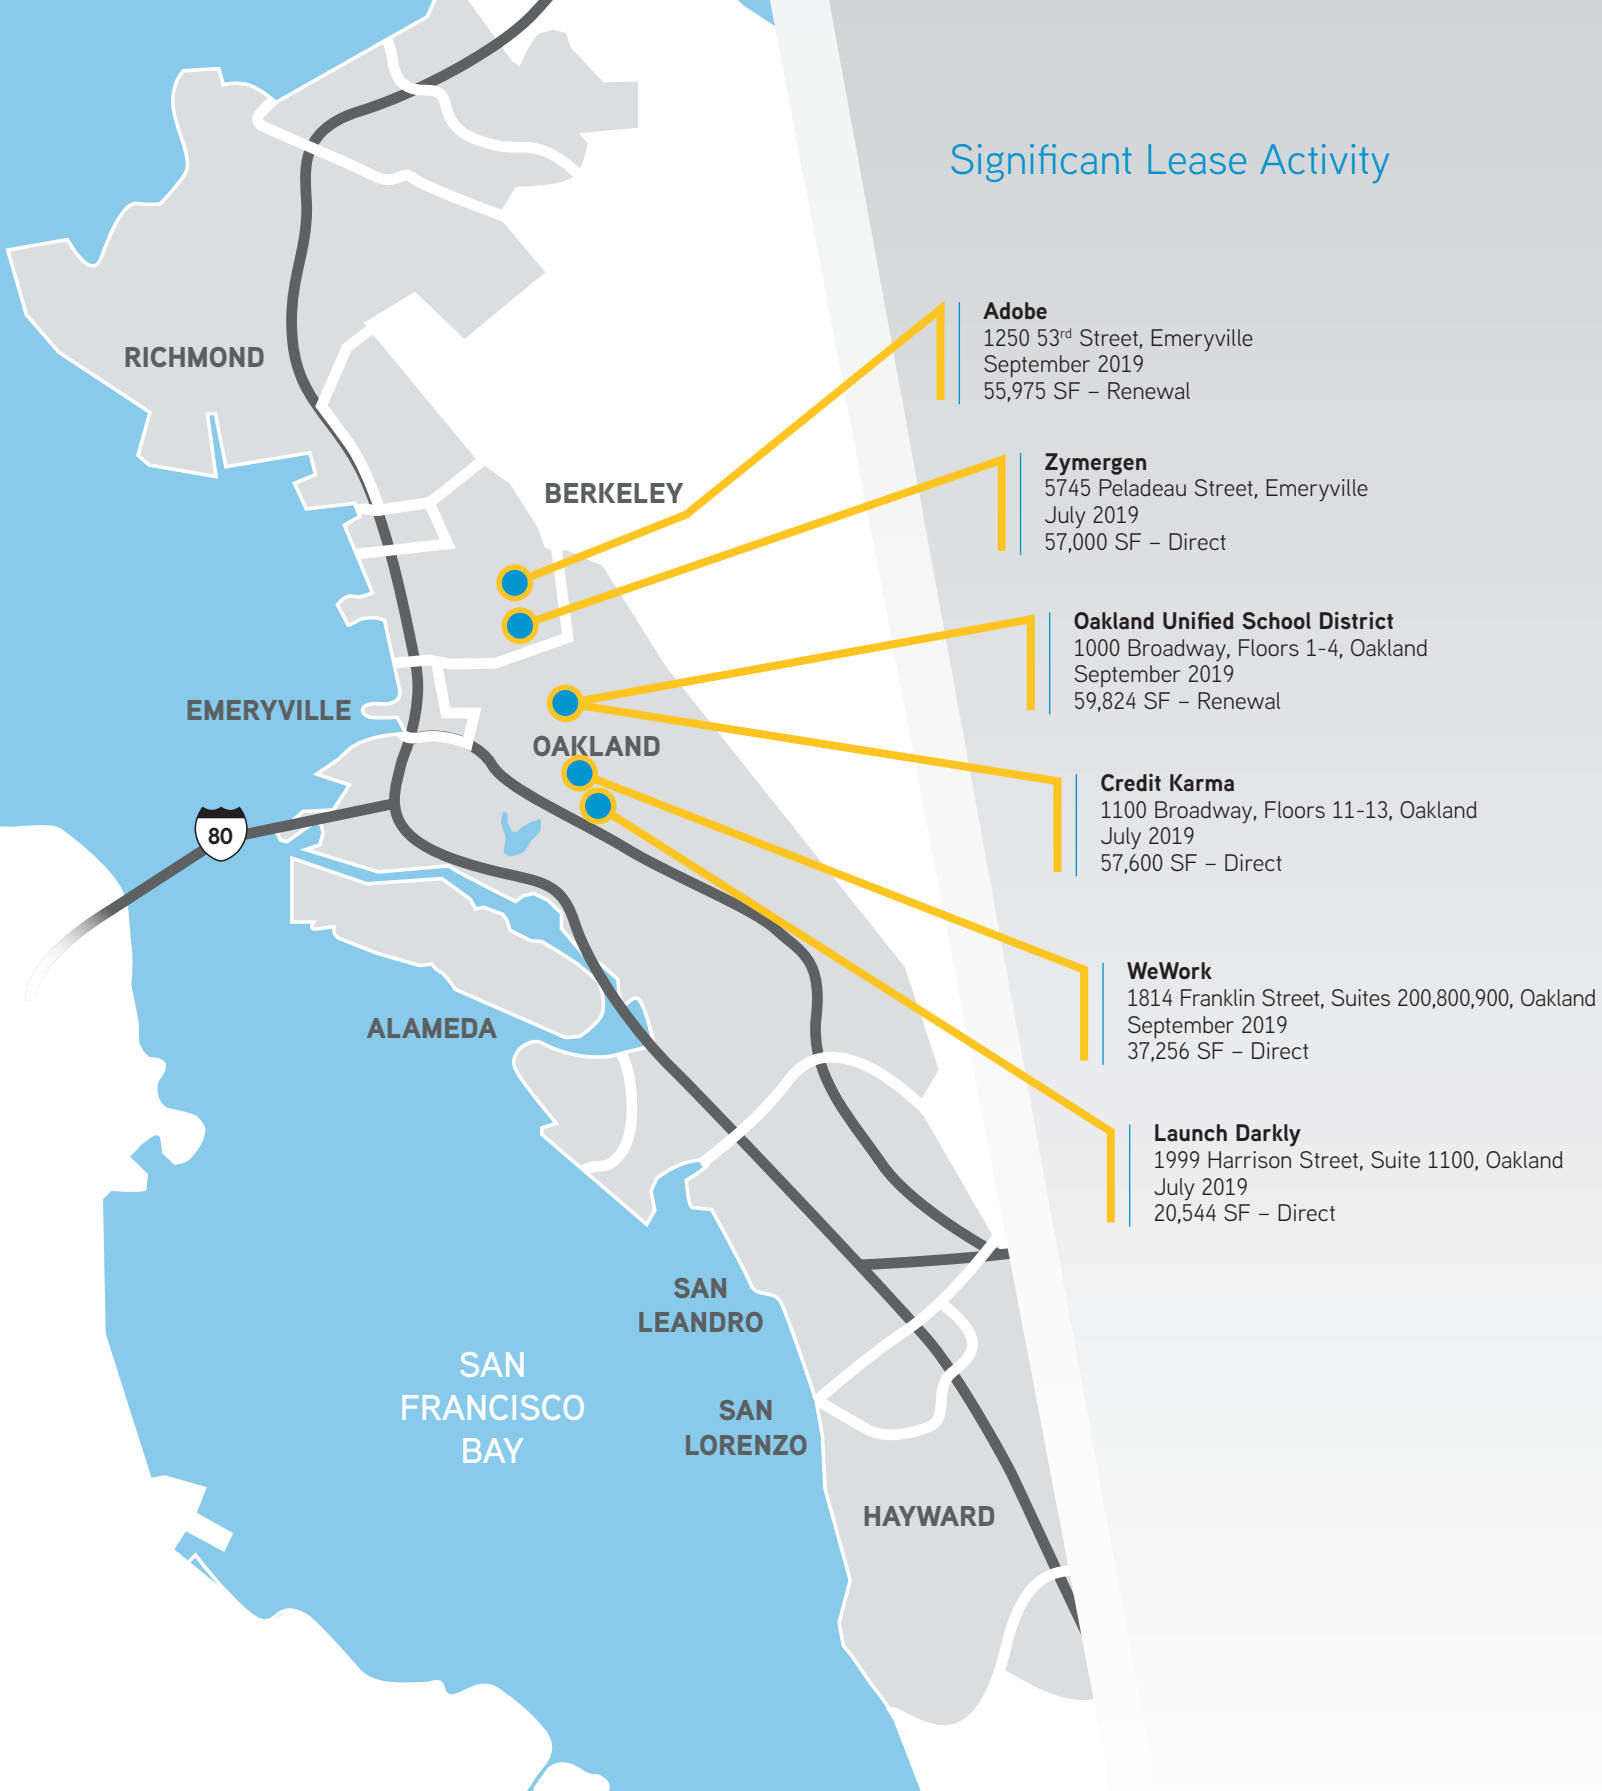 Significant Lease Activity
Adobe
1250 53rd Street, Emeryville
September 2019
55,975 SF – Renewal
Zymergen
5745 Peladeau Street, Emeryville
July 2019
57,000 SF – Direct
Oakland Unified School District
1000 Broadway, Floors 1-4, Oakland
September 2019
59,824 SF – Renewal
Credit Karma
1100 Broadway, Floors 11-13, Oakland
July 2019
57,600 SF – Direct
WeWork
1814 Franklin Street, Suites 200,800,900, Oakland
September 2019
37,256 SF – Direct
Launch Darkly
1999 Harrison Street, Suite 1100, Oakland
July 2019
20,544 SF – Direct
RICHMOND
BERKELEY
EMERYVILLE
OAKLAND
80
ALAMEDA
SAN
LEANDRO
SAN
FRANCISCO
BAY
SAN
LORENZO
HAYWARD